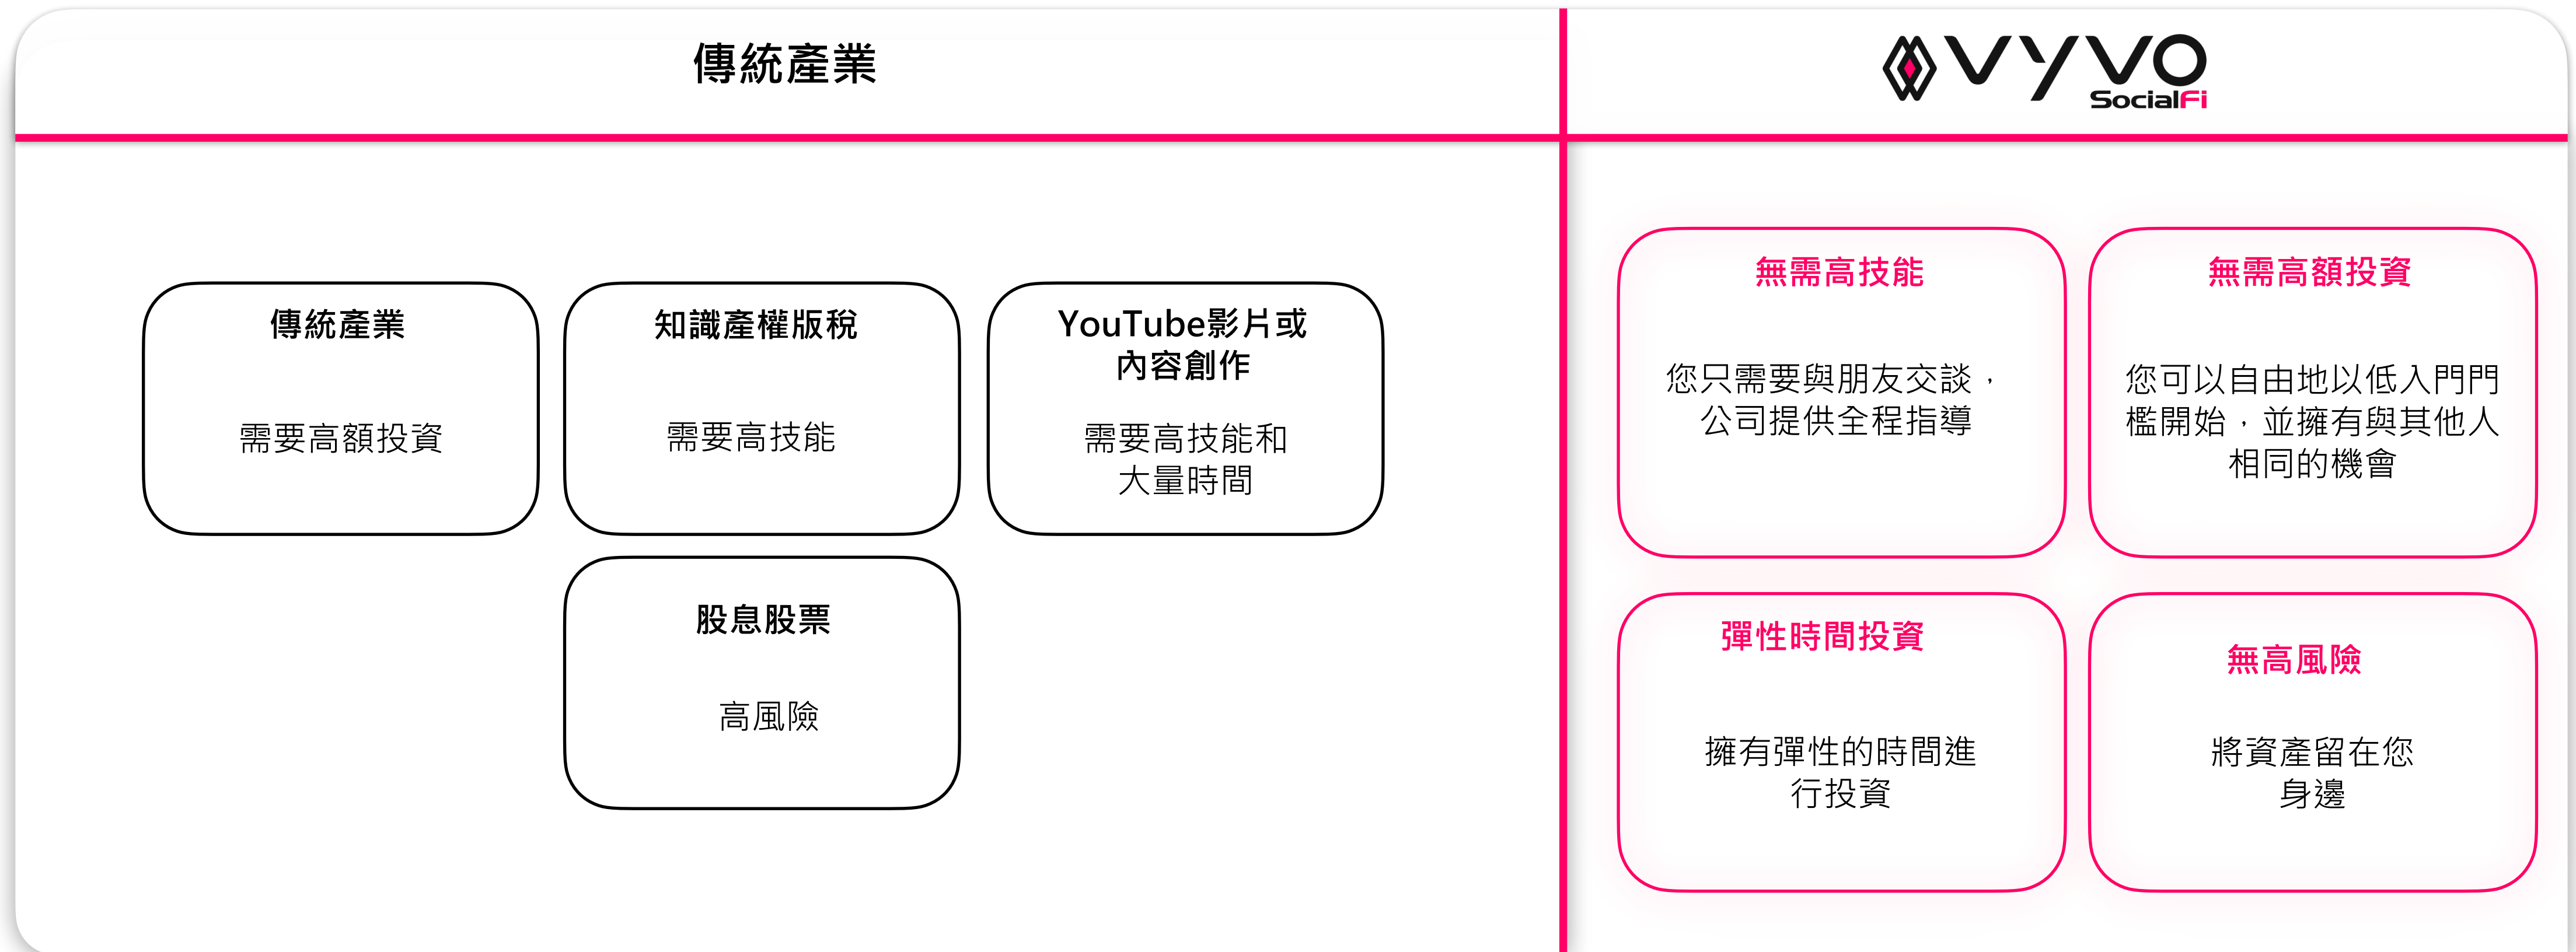 傳統產業
VYVO
SocialFi
傳統產業
需要高額投資
知識產權版稅
需要高技能
YouTube影片或
內容創作
需要高技能和
大量時間
股息股票
高風險
無需高技能
您只需要與朋友交談，
公司提供全程指導
無需高額投資
您可以自由地以低入門門
檻開始，並擁有與其他人
相同的機會
彈性時間投資
擁有彈性的時間進
行投資
無高風險
將資產留在您
身邊